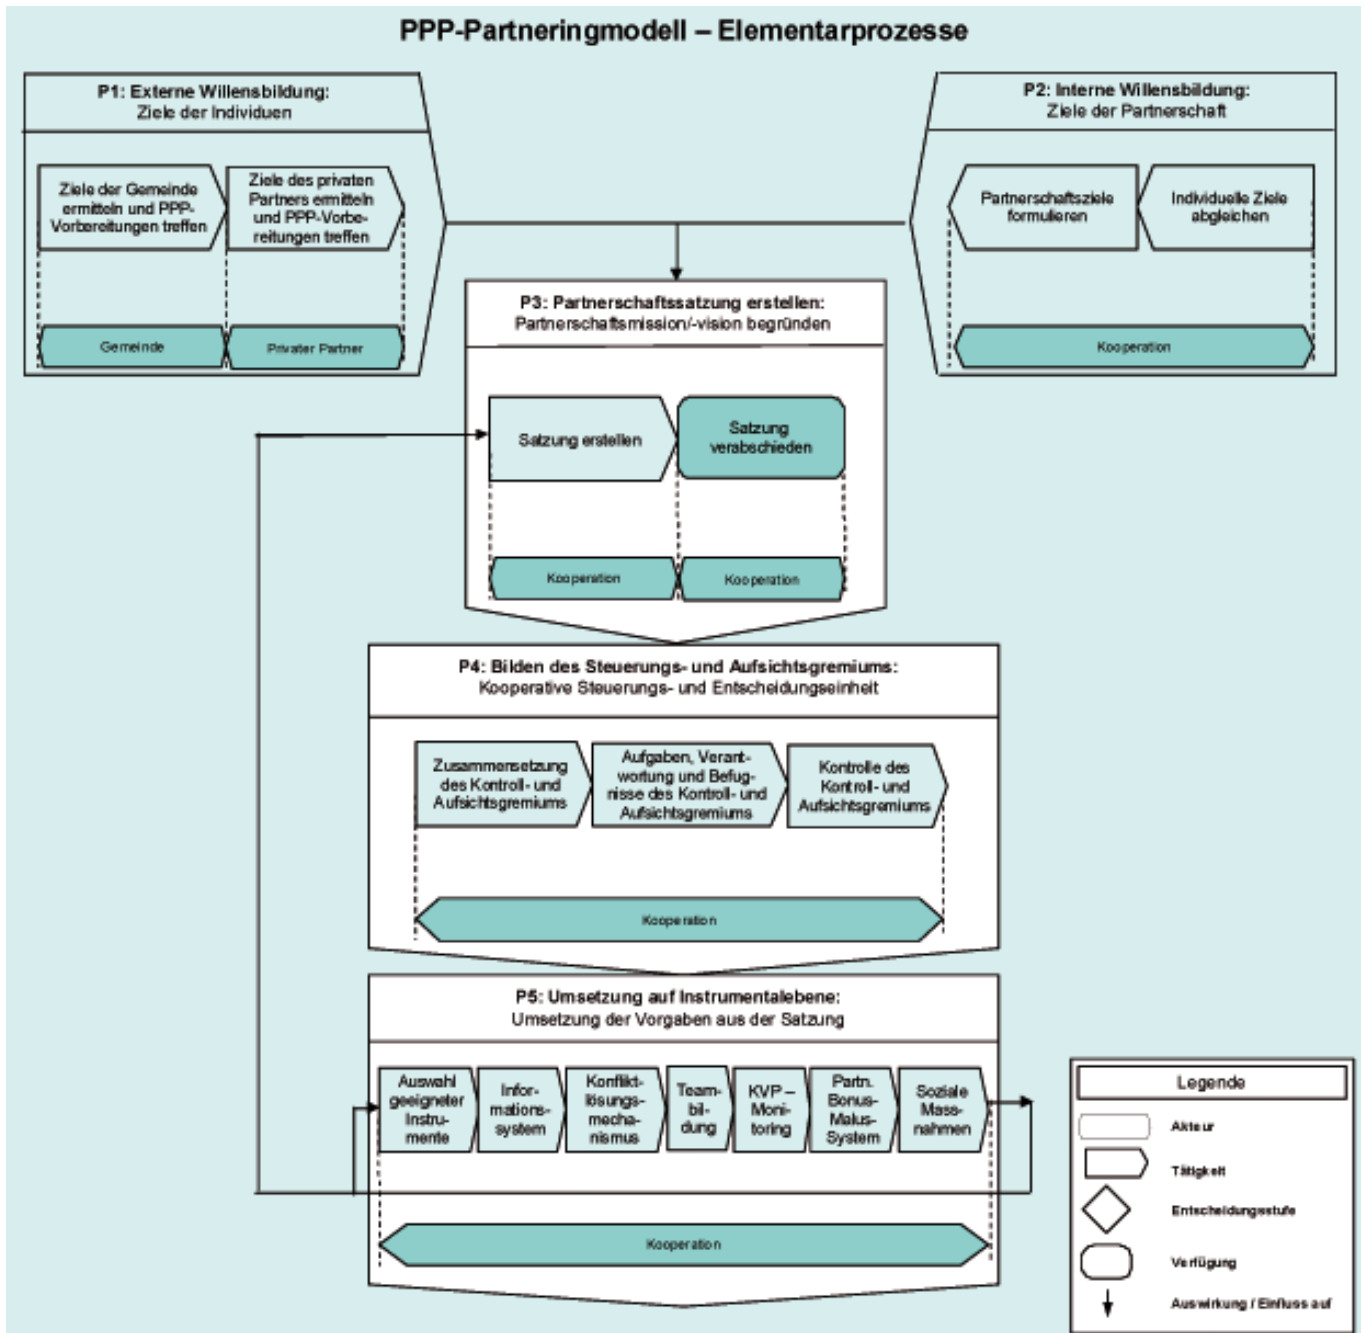 PPP-Partneringmodell – Elementarprozesse
P1: Externe Willensbildung:
Ziele der Individuen
Ziele der Gemeinde
ermitteln und PPP-
Vorbereitungen treffen
Ziele des privaten
Partners ermitteln
und PPP-Vorbe-
reitungen treffen
Gemeinde
Privater Partner
P2: Interne Willensbildung:
Ziele der Partnerschaft
Partnerschaftsziele
formulieren
Individuelle Ziele
abgleichen
Kooperation
P3: Partnerschaftssatzung erstellen:
Partnerschaftsmission/-vision begründen
Satzung erstellen
Satzung
verabschieden
Kooperation
Kooperation
P4: Bilden des Steuerungs- und Aufsichtsgremiums:
Kooperative Steuerungs- und Entscheidungseinheit
Zusammensetzung
des Kontroll- und
Aufsichtsgremiums
Aufgaben, Verant-
wortung und Befug-
nisse des Kontroll- und
Aufsichtsgremiums
Kontrolle des
Kontroll- und
Aufsichtsgremiums
Kooperation
P5: Umsetzung auf Instrumentalebene:
Umsetzung der Vorgaben aus der Satzung
Auswahl
geeigneter
Instru-
mente
Infor-
mations-
system
Konflikt-
lösungs-
mecha-
nismus
Team-
bil-
dung
KVP –
Moni-
toring
Partn.
Bonus-
Malus-
System
Soziale
Mass-
nahmen
Kooperation
Legende
Akteur
Tätigkeit
Entscheidungsstufe
Verfügung
Auswirkung / Einfluss auf